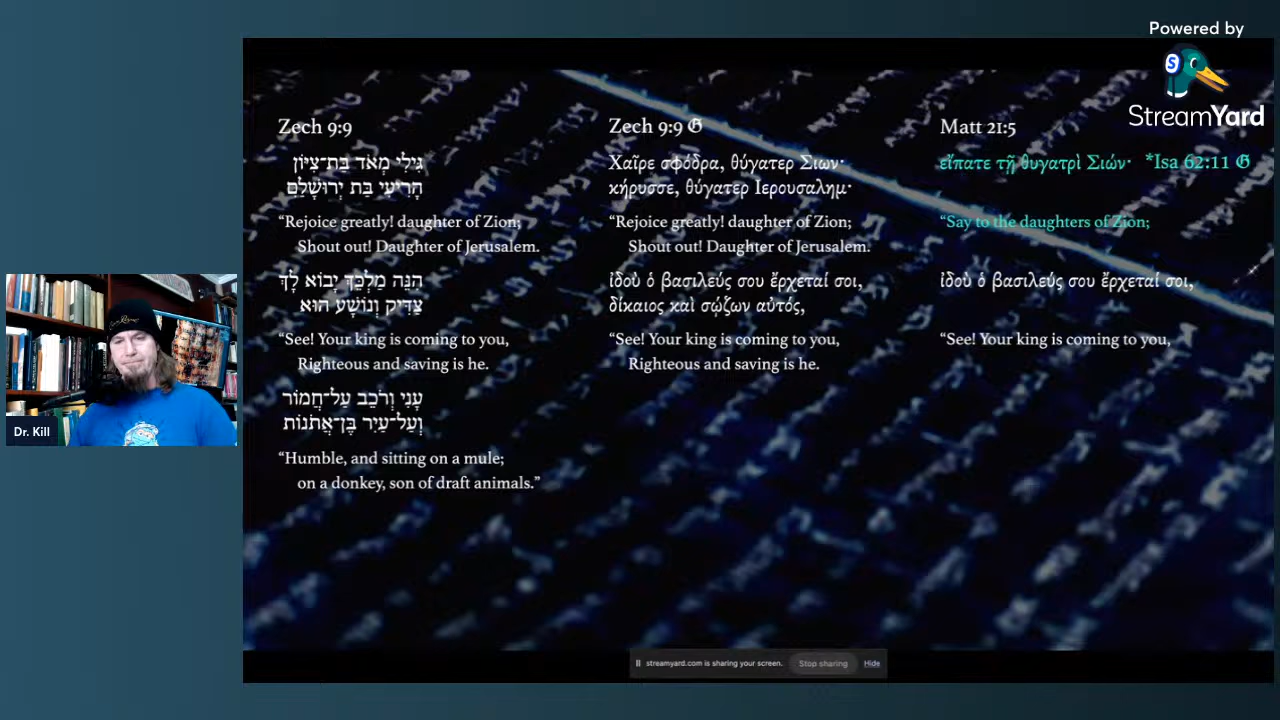 Powered by
StreamYard
Zech 9:9
גִּילִי מְאֹד בַּת־צִיּוֹן
הָרִיעִי בַּת יְרוּשָׁלִַם
“Rejoice greatly! daughter of Zion;
Shout out! Daughter of Jerusalem.
הִנֵּה מַלְכֵּךְ יָבוֹא לָךְ
צַדִּיק וְנוֹשָׁע הוּא
“See! Your king is coming to you,
Righteous and saving is he.
עָנִי וְרֹכֵב עַל־חֲמוֹר
וְעַל־עַיִר בֶּן־אֲתֹנוֹת
“Humble, and sitting on a mule;
on a donkey, son of draft animals.”
Zech 9:9 𝔊
Χαῖρε σφόδρα, θύγατερ Σιων·
κήρυσσε, θύγατερ Ιερουσαλημ·
“Rejoice greatly! daughter of Zion;
Shout out! Daughter of Jerusalem.
ἰδοὺ ὁ βασιλεύς σου ἔρχεταί σοι,
δίκαιος καὶ σῴζων αὐτός,
“See! Your king is coming to you,
Righteous and saving is he.
Matt 21:5
εἴπατε τῇ θυγατρὶ Σιών· *Isa 62:11 𝔊
“Say to the daughters of Zion;
ἰδοὺ ὁ βασιλεύς σου ἔρχεταί σοι,
“See! Your king is coming to you,
Dr. Kill
streamyard.com is sharing your screen. Stop sharing Hide